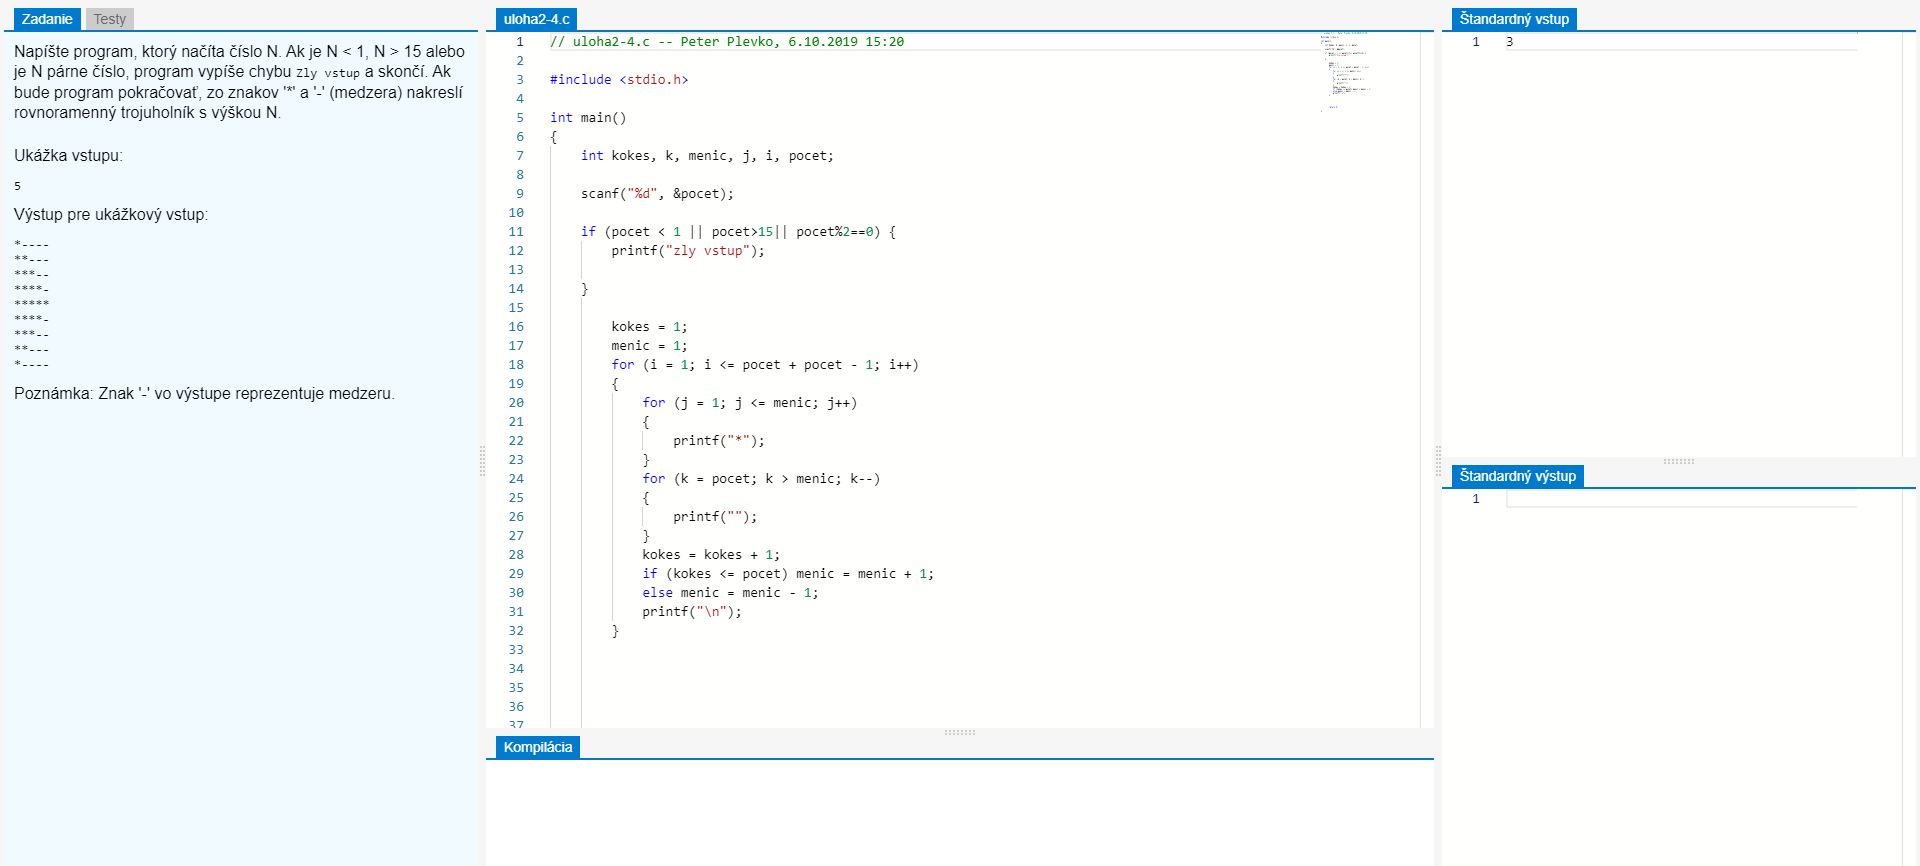 Zadanie Testy
Napíšte program, ktorý načíta číslo N. Ak je N < 1, N > 15 alebo
je N párne číslo, program vypíše chybu Zly vstup a skončí. Ak
bude program pokračovať, zo znakov '*' a '-' (medzera) nakreslí
rovnoramenný trojuholník s výškou N.
Ukážka vstupu:
5
Výstup pre ukážkový vstup:
*----
**---
***--
****-
*****
****-
***--
**---
*----
Poznámka: Znak '-' vo výstupe reprezentuje medzeru.
uloha2-4.c
1 // uloha2-4.c -- Peter Plevko, 6.10.2019 15:20
2
3 #include <stdio.h>
4
5 int main()
6 {
7 int kokes, k, menic, j, i, pocet;
8
9 scanf("%d", &pocet);
10
11 if (pocet < 1 || pocet>15|| pocet%2==0) {
12 printf("zly vstup");
13
14 }
15
16 kokes = 1;
17 menic = 1;
18 for (i = 1; i <= pocet + pocet - 1; i++)
19 {
20 for (j = 1; j <= menic; j++)
21 {
22 printf("*");
23 }
24 for (k = pocet; k > menic; k--)
25 {
26 printf("");
27 }
28 kokes = kokes + 1;
29 if (kokes <= pocet) menic = menic + 1;
30 else menic = menic - 1;
31 printf("\n");
32 }
33
34
35
36
37
Kompilácia
Štandardný vstup
1 3
Štandardný výstup
1